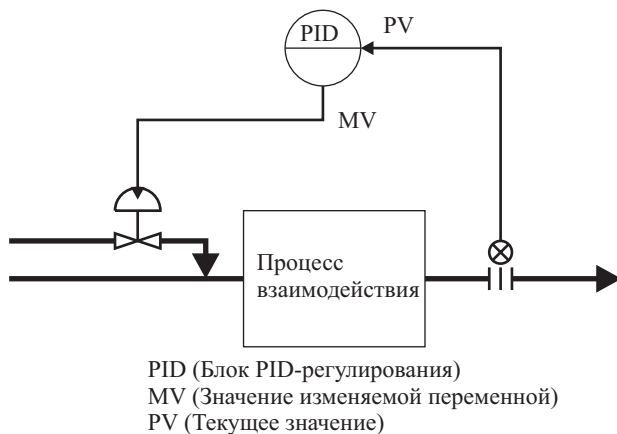 PID
PV
MV
Процесс
взаимодействия
PID (Блок PID-регулирования)
MV (Значение изменяемой переменной)
PV (Текущее значение)